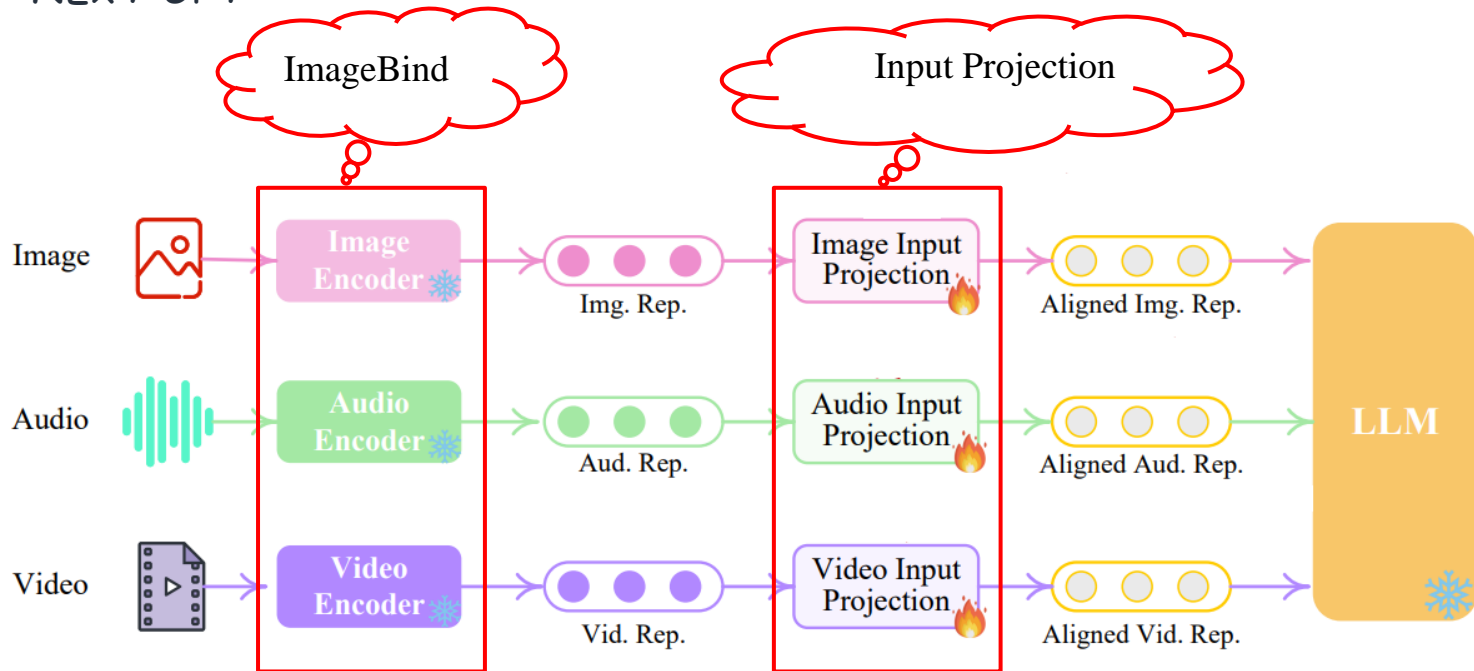 ImageBind
Input Projection
Image
Image
Encoder
Img. Rep.
Image Input
Projection
Aligned Img. Rep.
Audio
Audio
Encoder
Aud. Rep.
Audio Input
Projection
Aligned Aud. Rep.
LLM
Video
Video
Encoder
Vid. Rep.
Video Input
Projection
Aligned Vid. Rep.